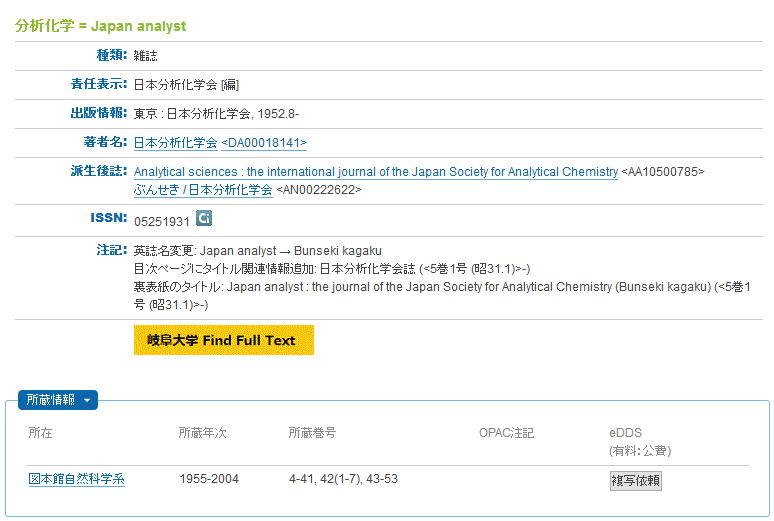 分析化学 = Japan analyst
種類: 雑誌
責任表示: 日本分析化学会 [編]
出版情報: 東京 : 日本分析化学会, 1952.8-
著者名: 日本分析化学会 <DA00018141>
派生後誌: Analytical sciences : the international journal of the Japan Society for Analytical Chemistry <AA10500785>
ぶんせき / 日本分析化学会 <AN00222622>
ISSN: 05251931 Ci
注記: 英誌名変更: Japan analyst → Bunseki kagaku
目次ページにタイトル関連情報追加: 日本分析化学会誌 (<5巻1号 (昭31.1)>-)
裏表紙のタイトル: Japan analyst : the journal of the Japan Society for Analytical Chemistry (Bunseki kagaku) (<5巻1
号 (昭31.1)>-)
岐阜大学 Find Full Text
所蔵情報
所在 所蔵年次 所蔵巻号 OPAC注記 eDDS
(有料:公費)
図本館自然科学系 1955-2004 4-41, 42(1-7), 43-53 複写依頼